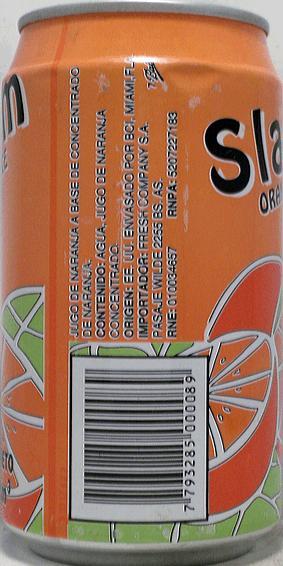 JUGO DE NARANJA A BASE DE CONCENTRADO
DE NARANJA.
CONTENIDO: AGUA, JUGO DE NARANJA
CONCENTRADO.
ORIGEN: EE. UU. ENVASADO POR BCI, MIAMI, FL
IMPORTADOR: FRESH COMPANY S.A.
PASAJE WILDE 2255 BS. AS.
RNE: 010034657 RNPA: 5207227183
Sla
ORA
m
E
ETO
7 793285 000089